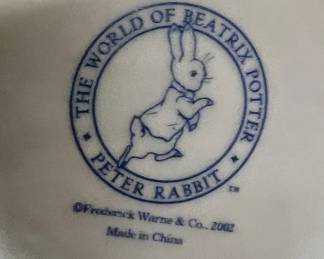 THE WORLD OF BEATRIX POTTER
• PETER RABBIT • ™
©Frederick Warne & Co., 2002
Made in China